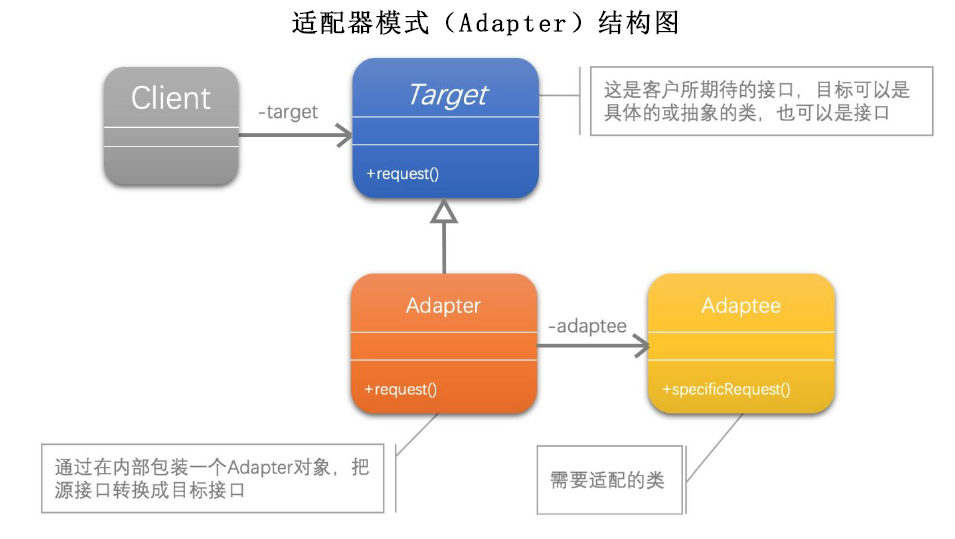 适配器模式（Adapter）结构图
Client
-target
Target
+request()
这是客户所期待的接口，目标可以是
具体的或抽象的类，也可以是接口
Adapter
+request()
-adaptee
Adaptee
+specificRequest()
通过在内部包装一个Adapter对象，把
源接口转换成目标接口
需要适配的类